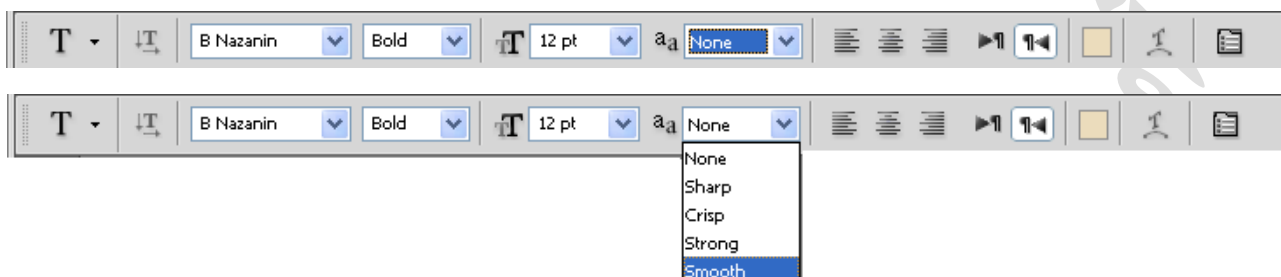 T B Nazanin Bold T 12 pt aa None
T B Nazanin Bold T 12 pt aa None
None
Sharp
Crisp
Strong
Smooth